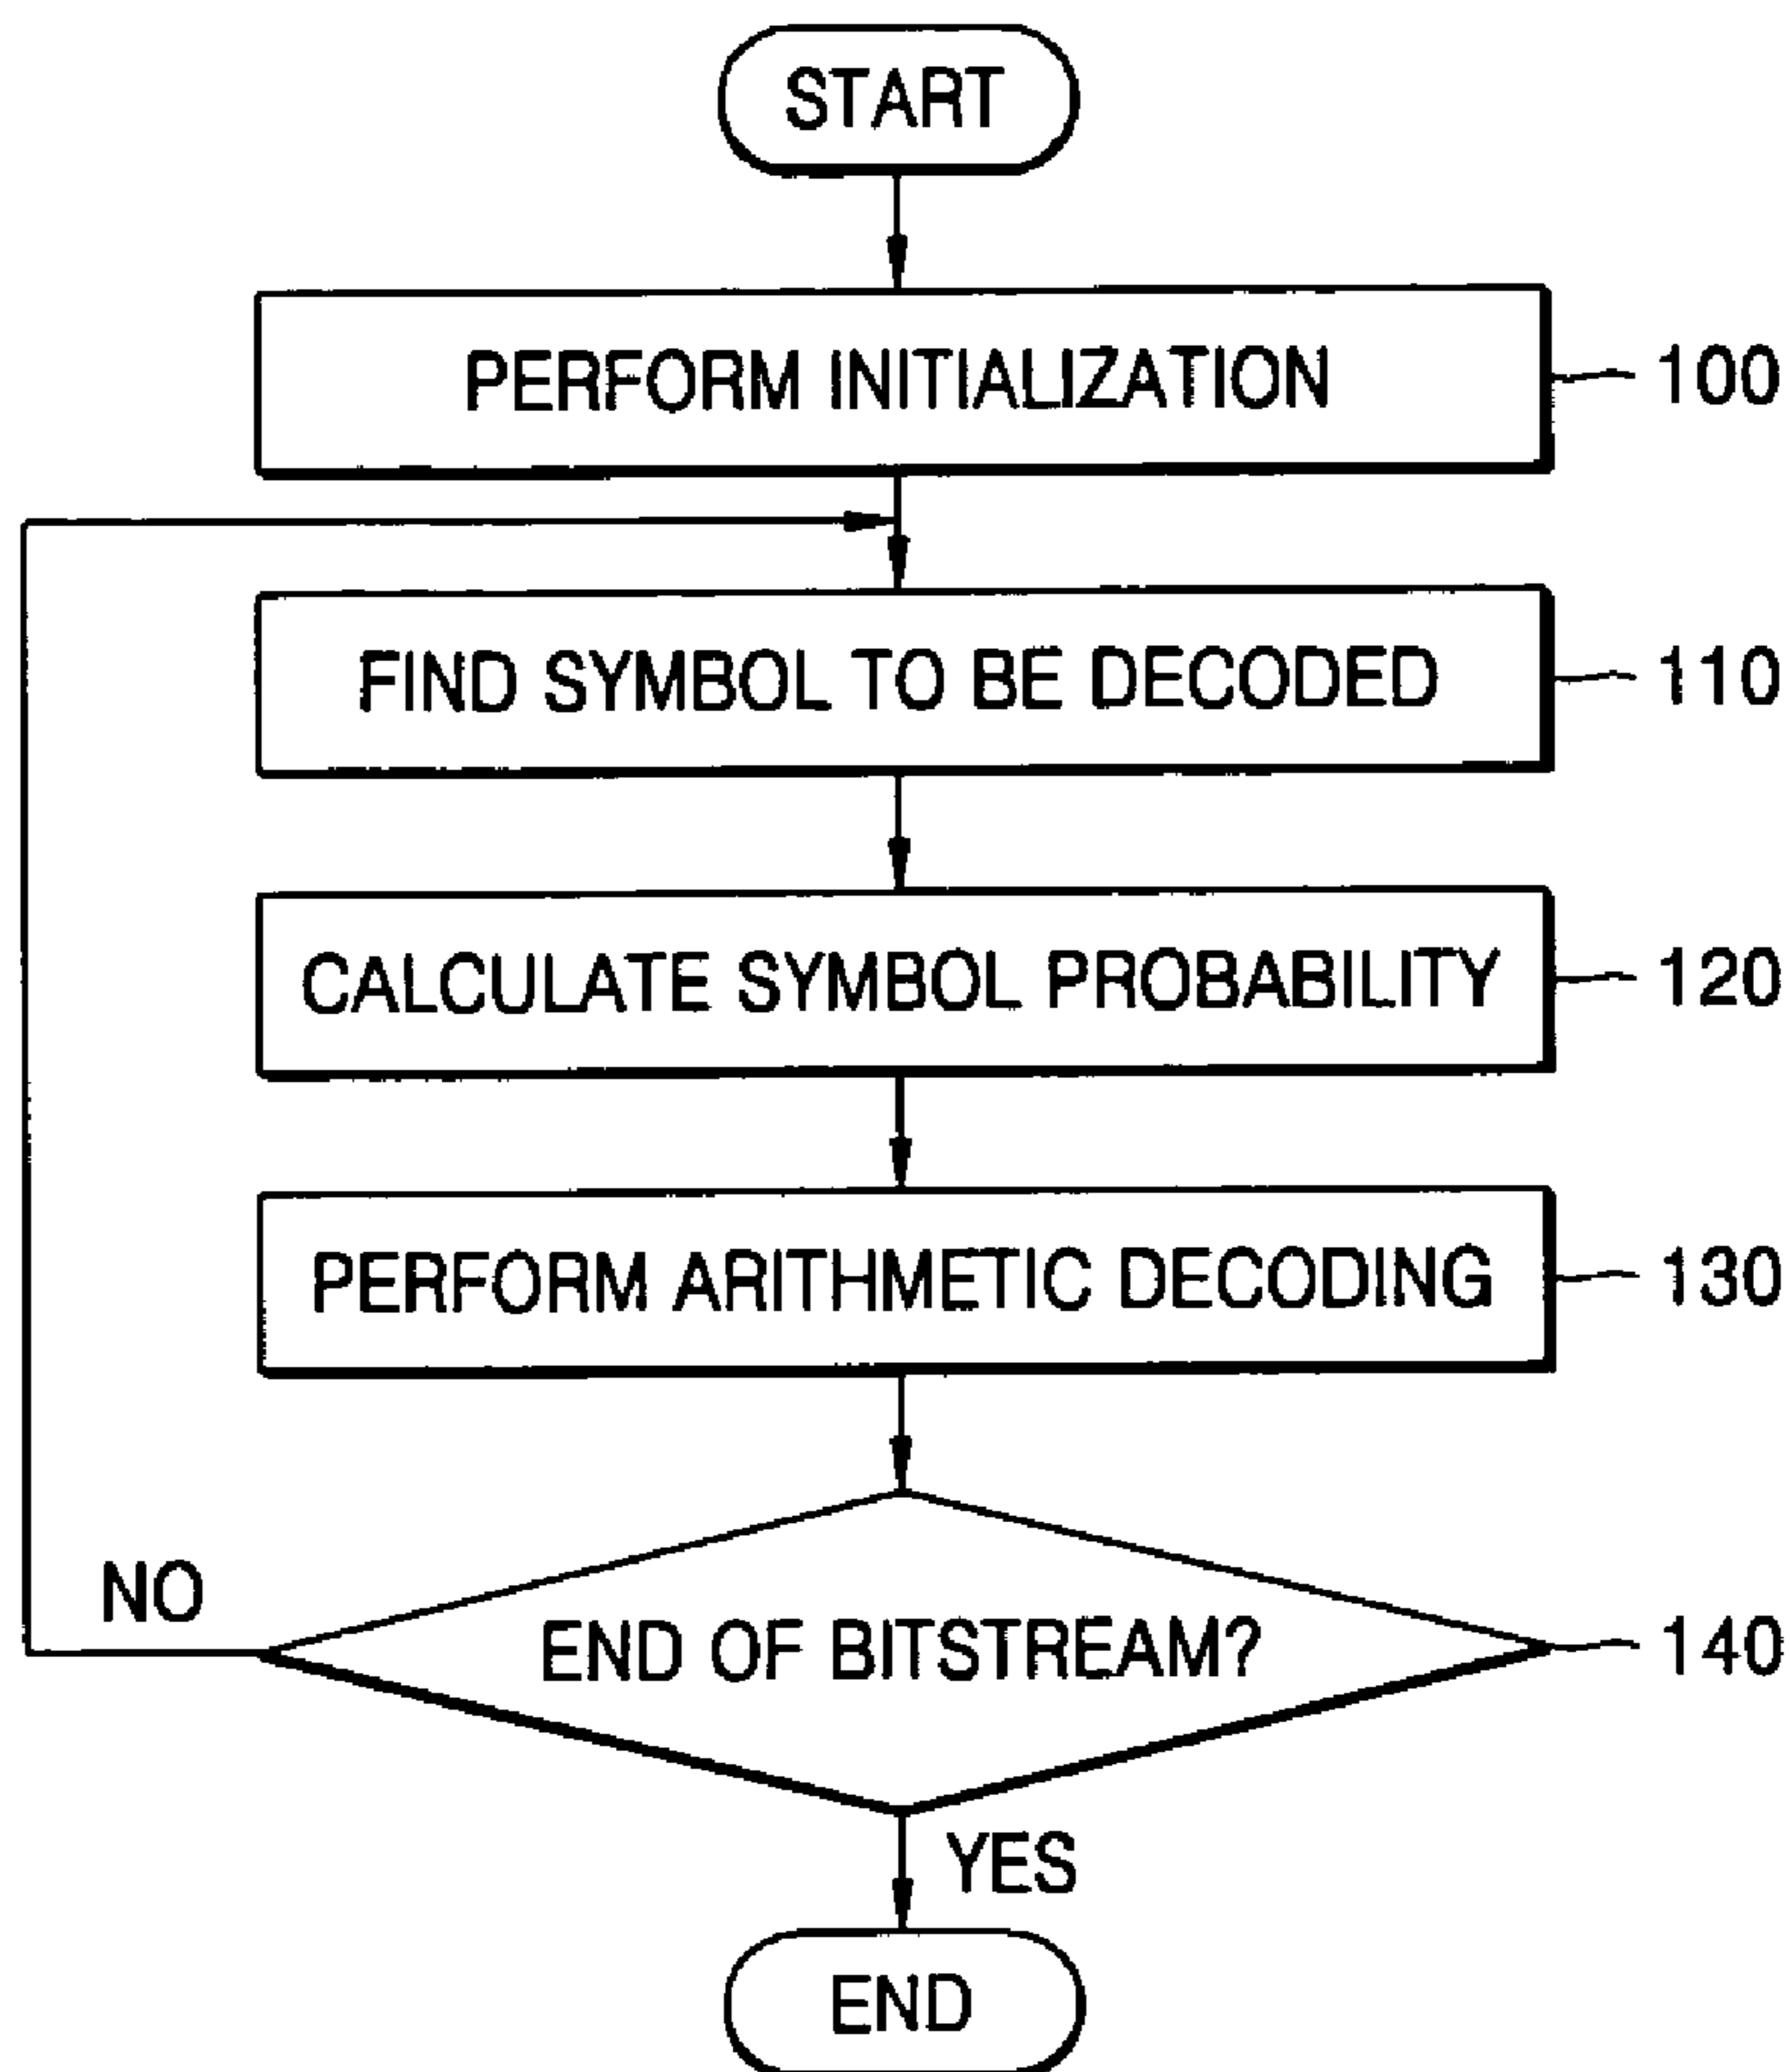 START
PERFORM INITIALIZATION
100
FIND SYMBOL TO BE DECODED
110
CALCULATE SYMBOL PROBABILITY
120
PERFORM ARITHMETIC DECODING
130
NO
END OF BITSTREAM?
140
YES
END